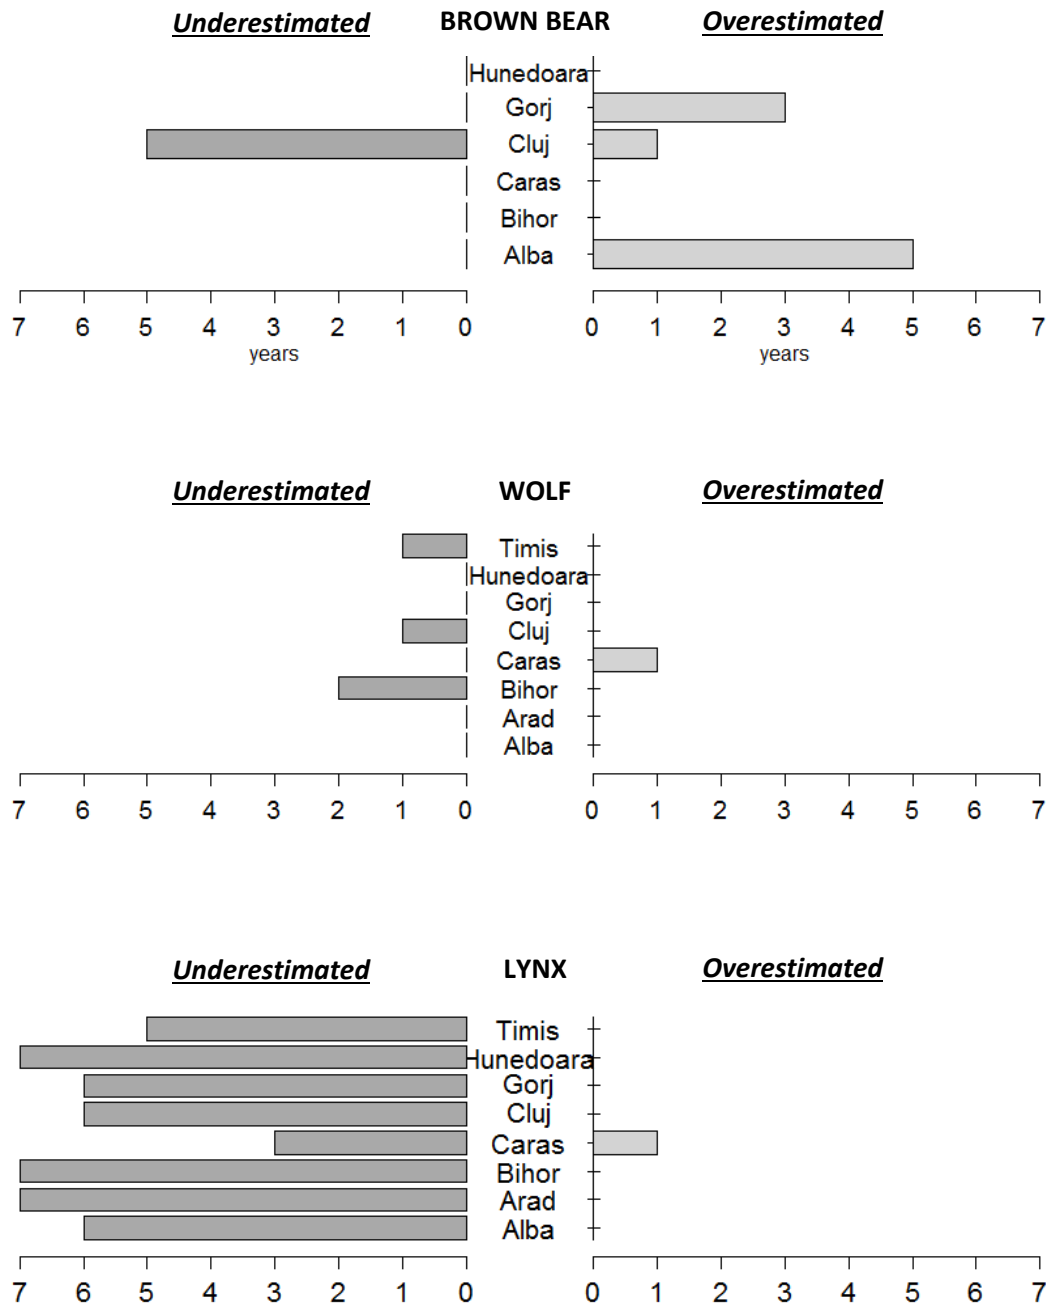 Underestimated BROWN BEAR Overestimated
Hunedoara
Gorj
Cluj
Caras
Bihor
Alba
7 6 5 4 3 2 1 0 0 1 2 3 4 5 6 7
years years
Underestimated WOLF Overestimated
Timis
Hunedoara
Gorj
Cluj
Caras
Bihor
Arad
Alba
7 6 5 4 3 2 1 0 0 1 2 3 4 5 6 7
Underestimated LYNX Overestimated
Timis
Hunedoara
Gorj
Cluj
Caras
Bihor
Arad
Alba
7 6 5 4 3 2 1 0 0 1 2 3 4 5 6 7